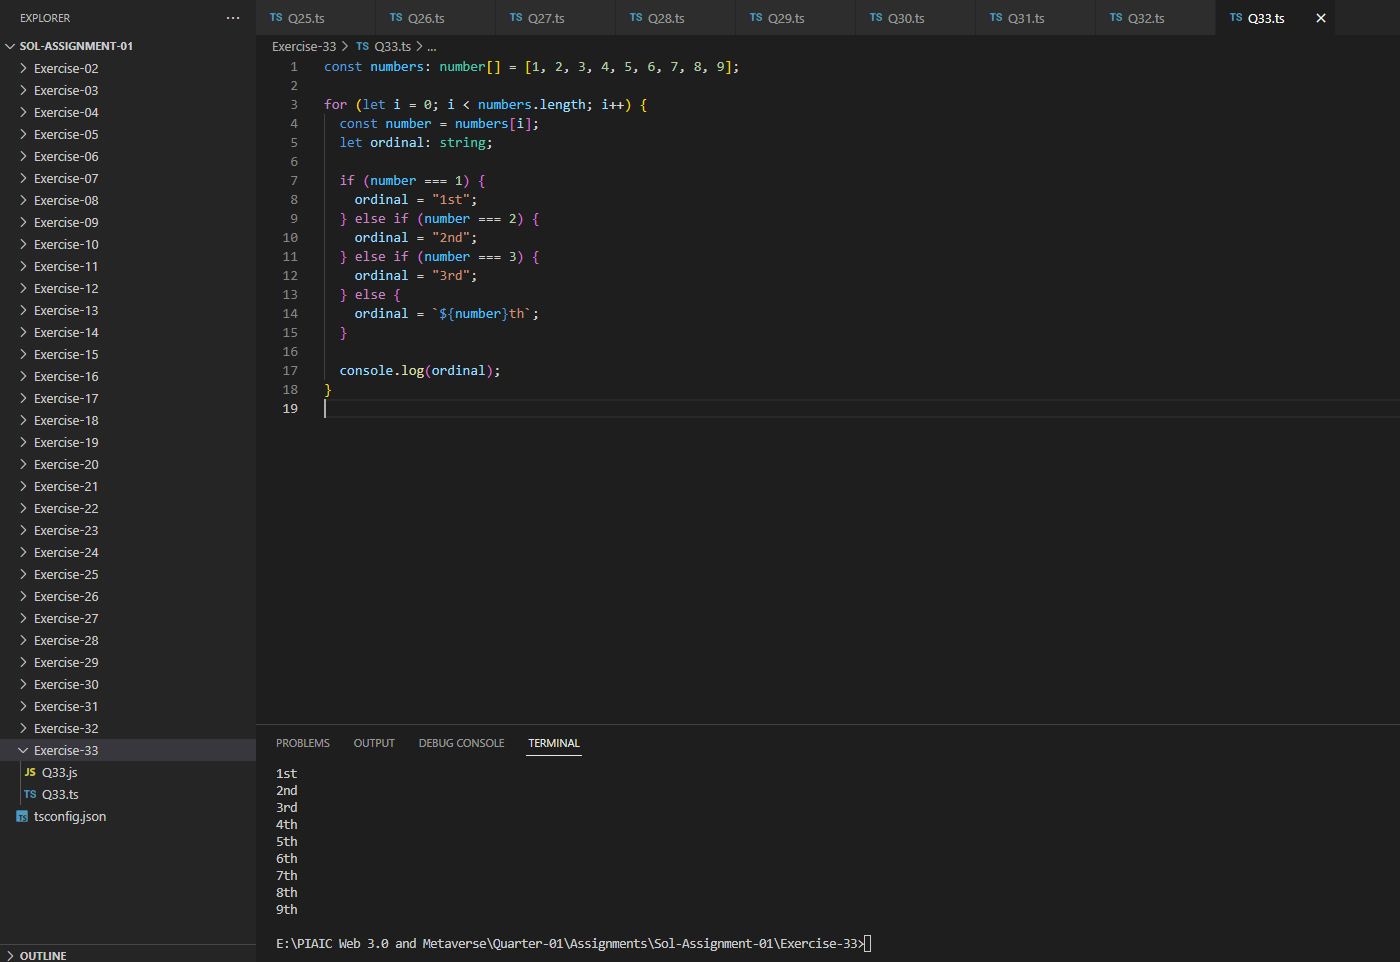 EXPLORER ...
SOL-ASSIGNMENT-01
Exercise-02
Exercise-03
Exercise-04
Exercise-05
Exercise-06
Exercise-07
Exercise-08
Exercise-09
Exercise-10
Exercise-11
Exercise-12
Exercise-13
Exercise-14
Exercise-15
Exercise-16
Exercise-17
Exercise-18
Exercise-19
Exercise-20
Exercise-21
Exercise-22
Exercise-23
Exercise-24
Exercise-25
Exercise-26
Exercise-27
Exercise-28
Exercise-29
Exercise-30
Exercise-31
Exercise-32
Exercise-33
JS Q33.js
TS Q33.ts
TS tsconfig.json
OUTLINE
TS Q25.ts TS Q26.ts TS Q27.ts TS Q28.ts TS Q29.ts TS Q30.ts TS Q31.ts TS Q32.ts TS Q33.ts
Exercise-33 > TS Q33.ts > ...
1 const numbers: number[] = [1, 2, 3, 4, 5, 6, 7, 8, 9];
2
3 for (let i = 0; i < numbers.length; i++) {
4   const number = numbers[i];
5   let ordinal: string;
6
7   if (number === 1) {
8     ordinal = "1st";
9   } else if (number === 2) {
10     ordinal = "2nd";
11   } else if (number === 3) {
12     ordinal = "3rd";
13   } else {
14     ordinal = `${number}th`;
15   }
16
17   console.log(ordinal);
18 }
19
PROBLEMS OUTPUT DEBUG CONSOLE TERMINAL
1st
2nd
3rd
4th
5th
6th
7th
8th
9th
E:\PIAIC Web 3.0 and Metaverse\Quarter-01\Assignments\Sol-Assignment-01\Exercise-33>